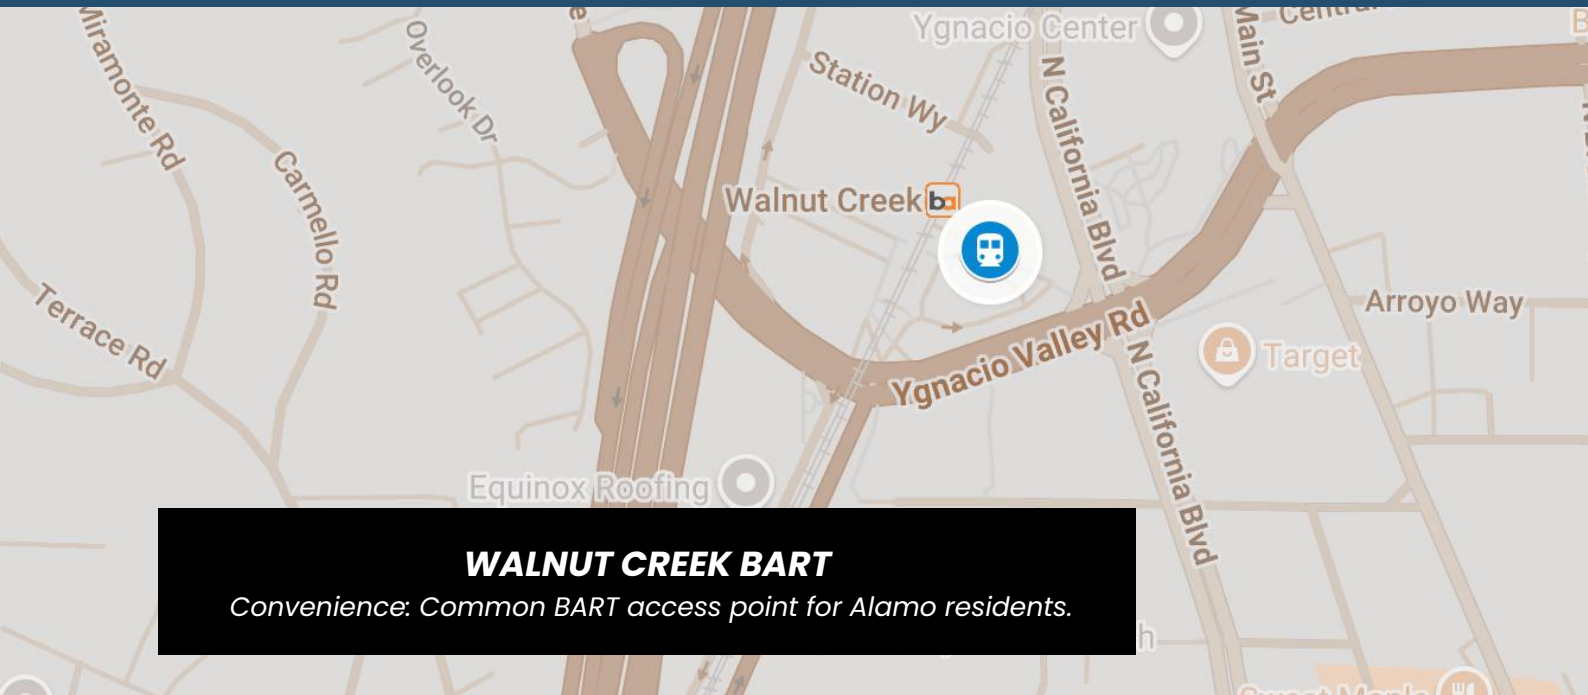 Miramonte Rd
Overlook Dr
Ygnacio Center
Main St
Station Wy
N California Blvd
Carmello Rd
Walnut Creek
ba
Terrace Rd
Arroyo Way
Ygnacio Valley Rd
Target
N California Blvd
Equinox Roofing
WALNUT CREEK BART
Convenience: Common BART access point for Alamo residents.